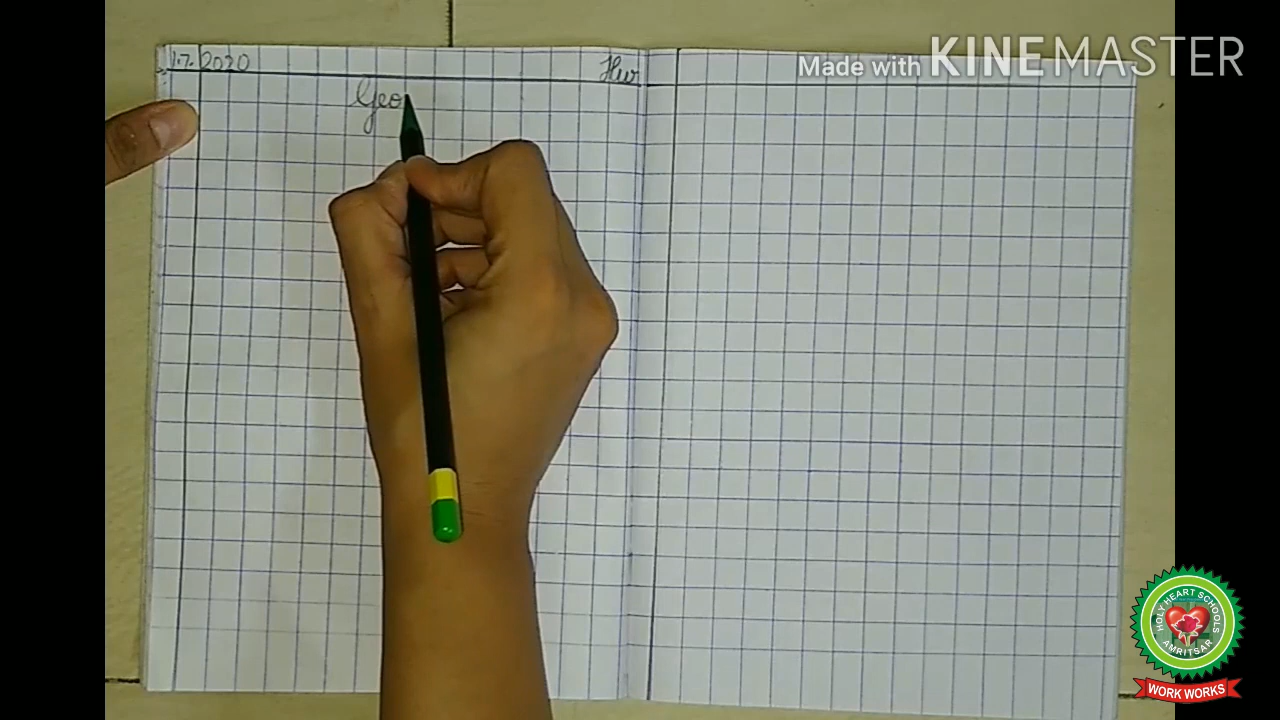 1.7.2020
Hw
Made with KINEMASTER
Geo
HOLY HEART SCHOOLS
AMRITSAR
WORK WORKS